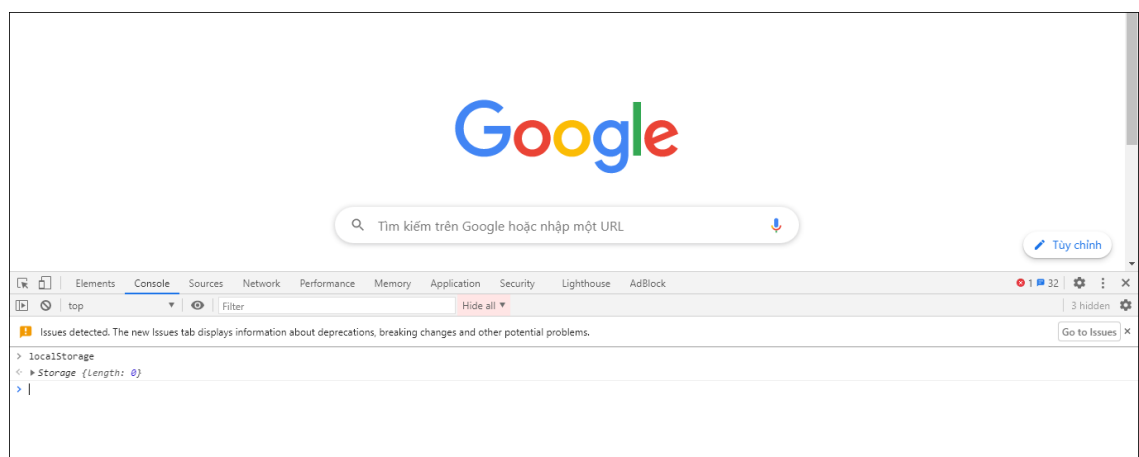 Google
Tìm kiếm trên Google hoặc nhập một URL
Tùy chỉnh
Elements Console Sources Network Performance Memory Application Security Lighthouse AdBlock 1 32
top Filter Hide all 3 hidden
Issues detected. The new Issues tab displays information about deprecations, breaking changes and other potential problems. Go to Issues
> localStorage
Storage {length: 0}
>